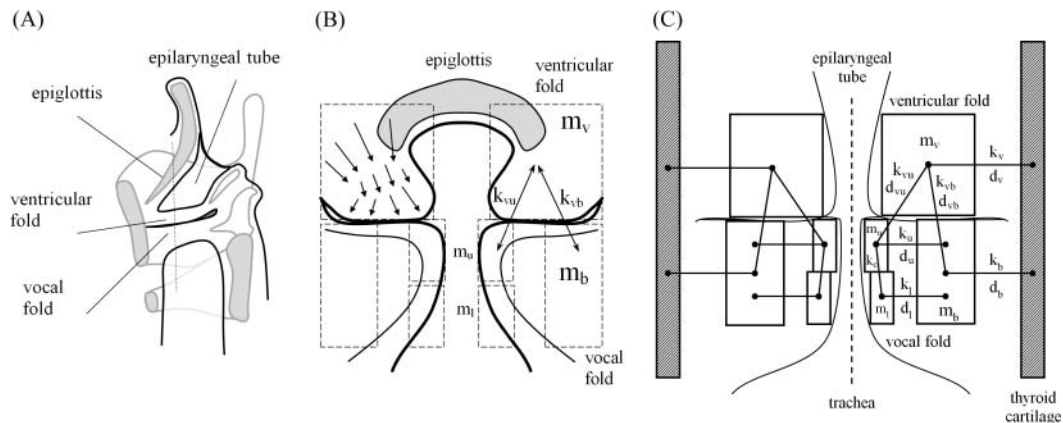 (A)
epilaryngeal tube
epiglottis
ventricular
fold
vocal
fold
(B)
epiglottis
ventricular
fold
m_v
k_vu
k_vb
m_u
m_b
m_l
vocal
fold
(C)
epilaryngeal
tube
ventricular fold
m_v
k_v
d_v
k_vu
d_vu
k_vb
d_vb
m_u
k_u
d_u
k_c
k_b
d_b
k_l
d_l
m_l
m_b
vocal fold
trachea
thyroid
cartilage